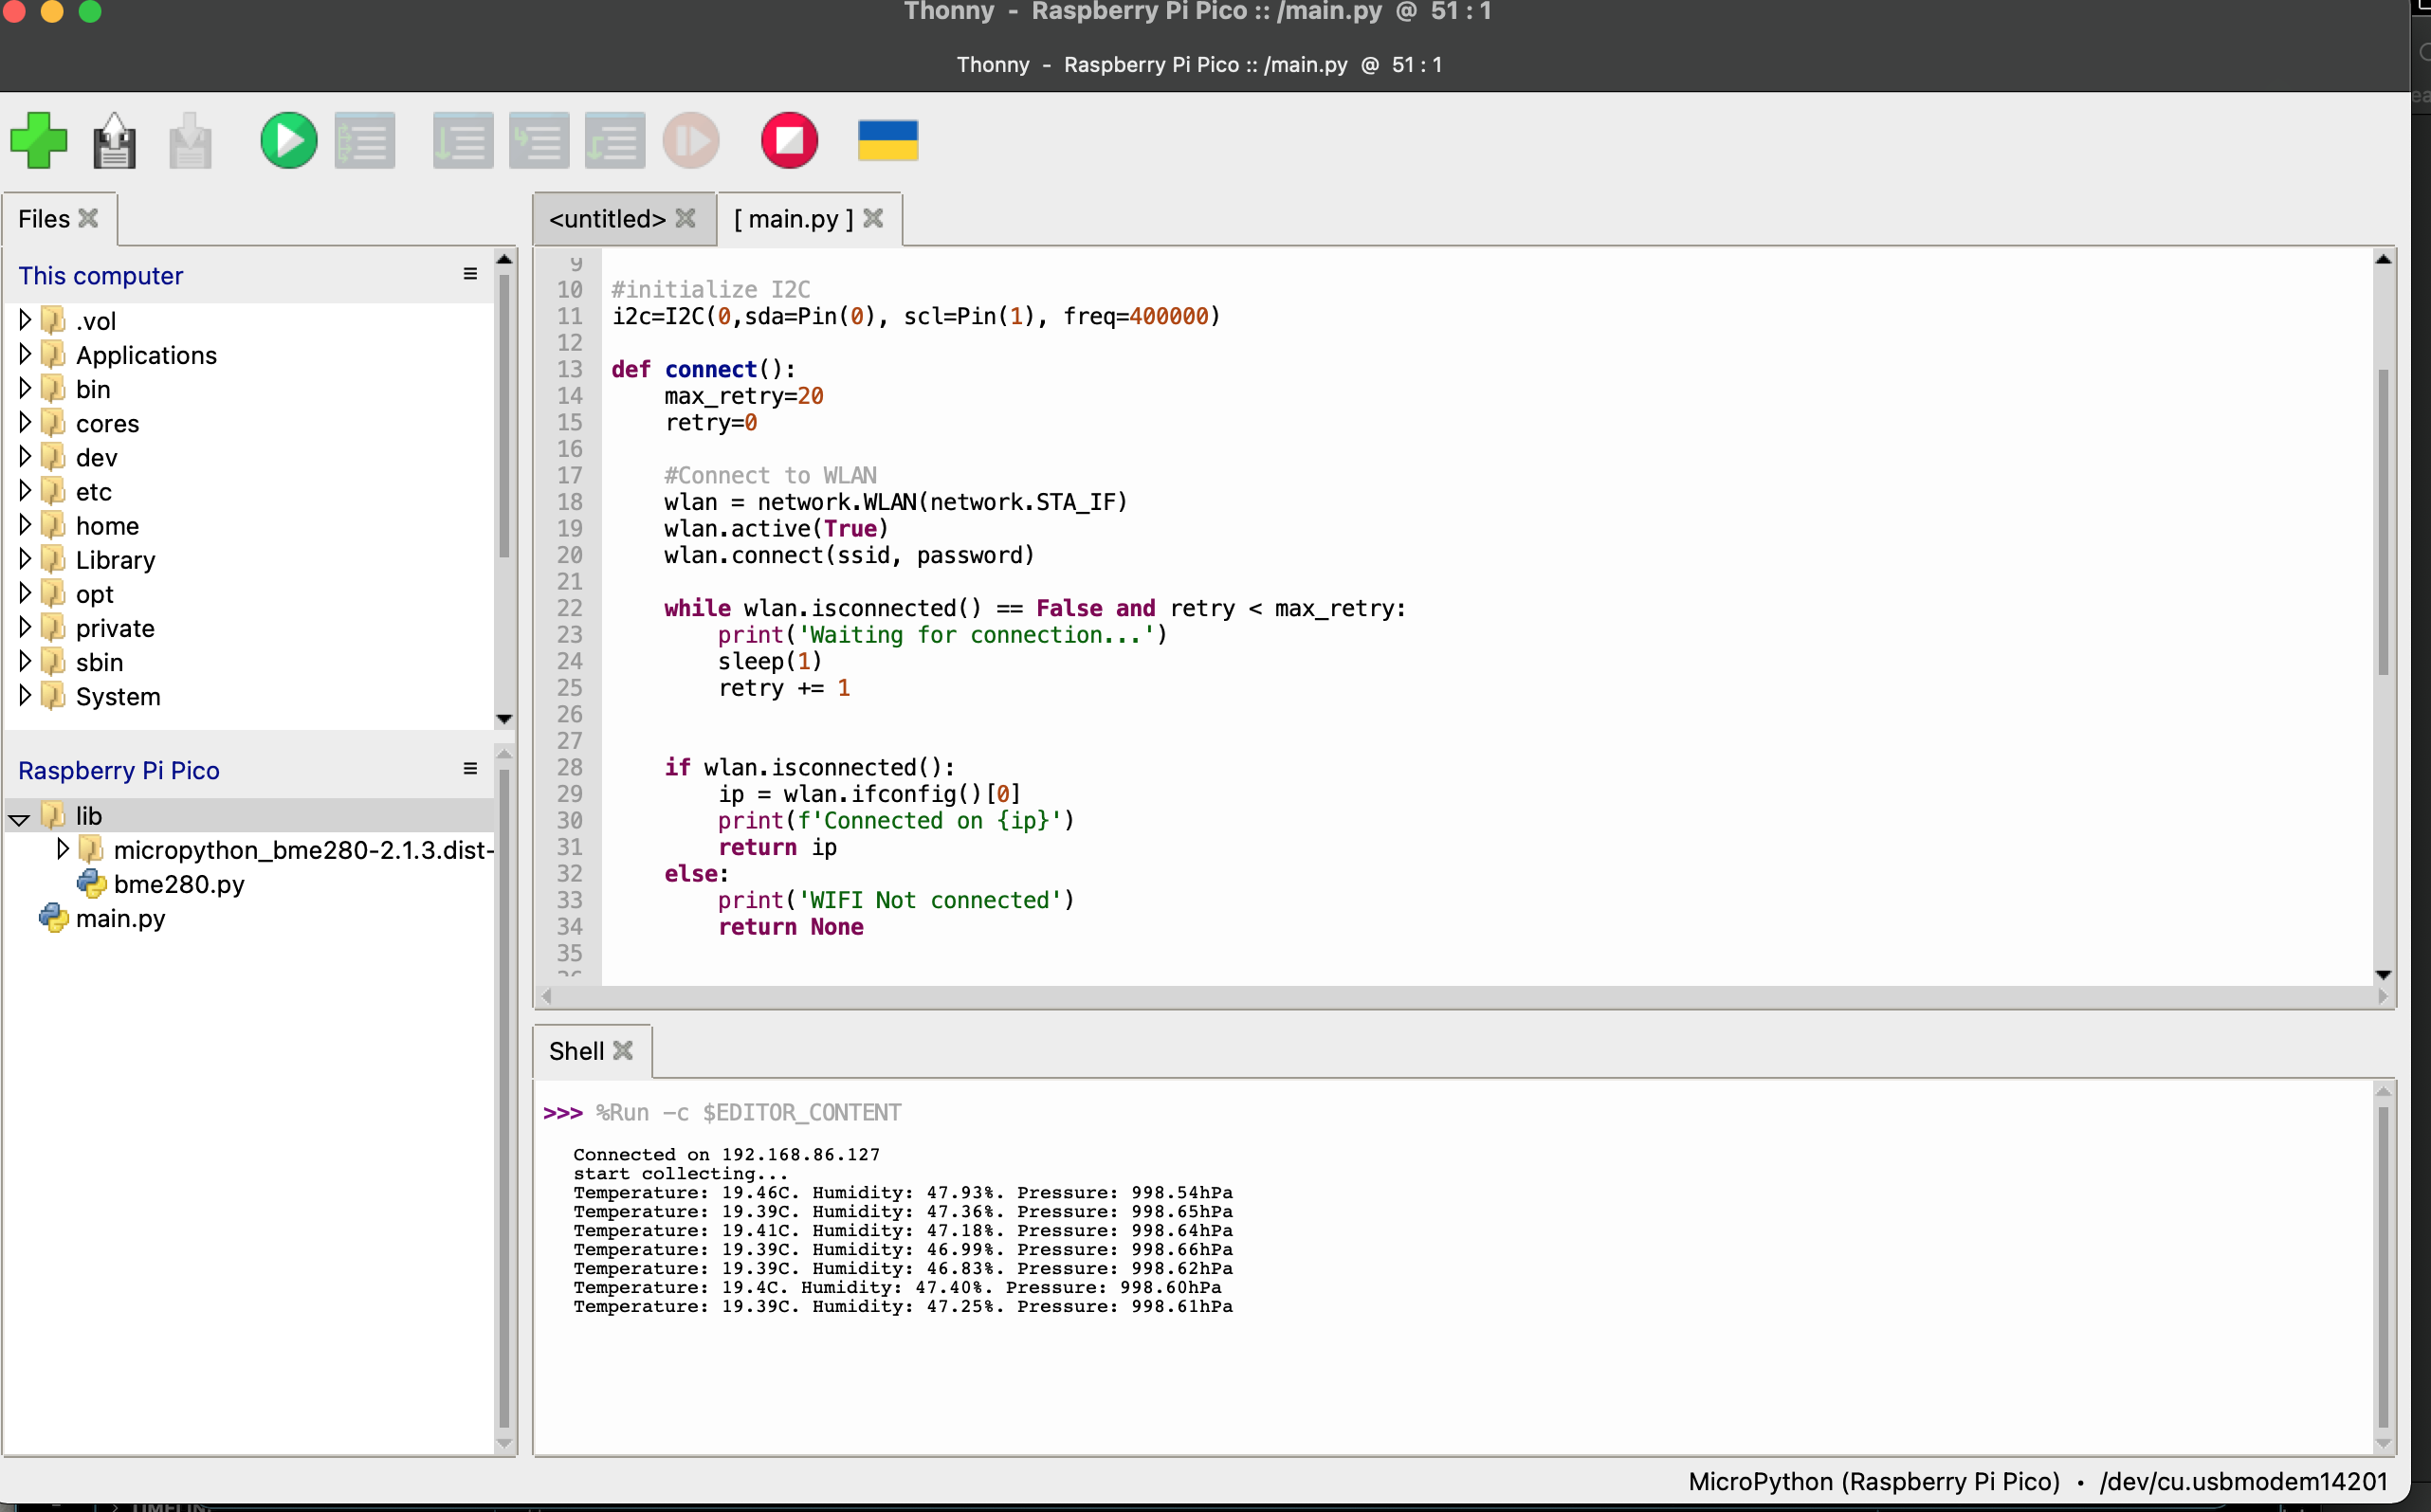 Thonny - Raspberry Pi Pico :: /main.py @ 51 : 1
Thonny - Raspberry Pi Pico :: /main.py @ 51 : 1
Files
This computer
.vol
Applications
bin
cores
dev
etc
home
Library
opt
private
sbin
System
Raspberry Pi Pico
lib
micropython_bme280-2.1.3.dist-
bme280.py
main.py
<untitled>
[ main.py ]
9
10 #initialize I2C
11 i2c=I2C(0,sda=Pin(0), scl=Pin(1), freq=400000)
12
13 def connect():
14     max_retry=20
15     retry=0
16
17     #Connect to WLAN
18     wlan = network.WLAN(network.STA_IF)
19     wlan.active(True)
20     wlan.connect(ssid, password)
21
22     while wlan.isconnected() == False and retry < max_retry:
23         print('Waiting for connection...')
24         sleep(1)
25         retry += 1
26
27
28     if wlan.isconnected():
29         ip = wlan.ifconfig()[0]
30         print(f'Connected on {ip}')
31         return ip
32     else:
33         print('WIFI Not connected')
34         return None
35
Shell
>>> %Run -c $EDITOR_CONTENT
Connected on 192.168.86.127
start collecting...
Temperature: 19.46C. Humidity: 47.93%. Pressure: 998.54hPa
Temperature: 19.39C. Humidity: 47.36%. Pressure: 998.65hPa
Temperature: 19.41C. Humidity: 47.18%. Pressure: 998.64hPa
Temperature: 19.39C. Humidity: 46.99%. Pressure: 998.66hPa
Temperature: 19.39C. Humidity: 46.83%. Pressure: 998.62hPa
Temperature: 19.4C. Humidity: 47.40%. Pressure: 998.60hPa
Temperature: 19.39C. Humidity: 47.25%. Pressure: 998.61hPa
MicroPython (Raspberry Pi Pico) • /dev/cu.usbmodem14201